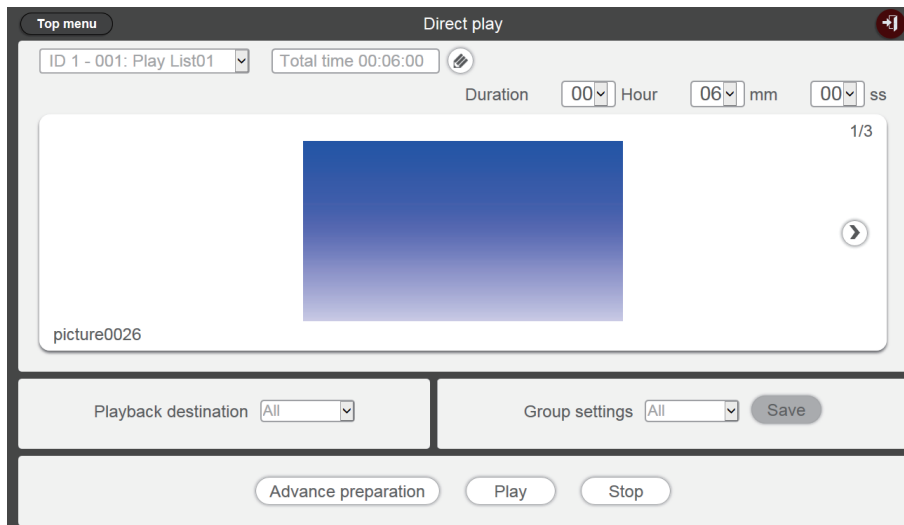 Top menu Direct play
ID 1 - 001: Play List01 Total time 00:06:00
Duration 00 Hour 06 mm 00 ss
1/3
picture0026
Playback destination All Group settings All Save
Advance preparation Play Stop